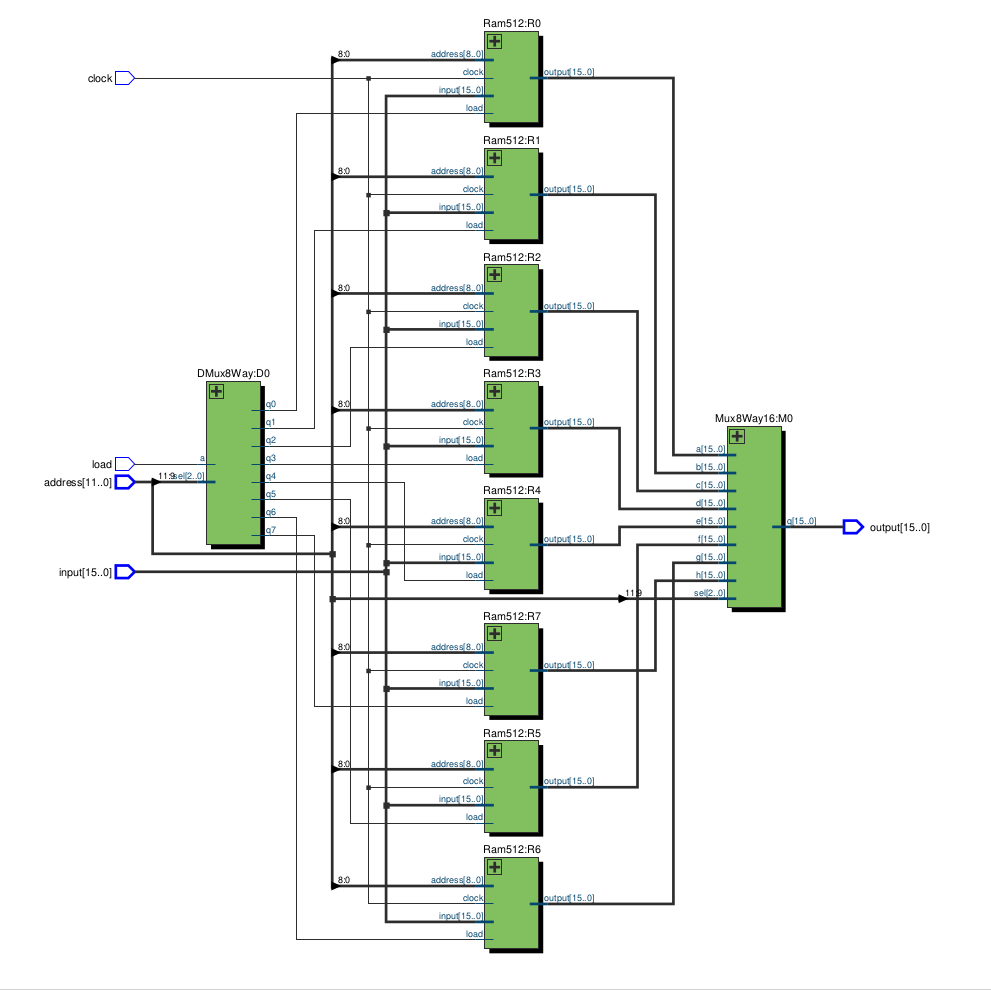 Ram512:R0
8:0
address[8..0]
clock
clock
output[15..0]
input[15..0]
load
Ram512:R1
8:0
address[8..0]
clock
output[15..0]
input[15..0]
load
Ram512:R2
8:0
address[8..0]
clock
output[15..0]
input[15..0]
load
DMux8Way:D0
q0
q1
q2
q3
q4
q5
q6
q7
a
sel[2..0]
load
address[11..0]
11:9
input[15..0]
Ram512:R3
8:0
address[8..0]
clock
output[15..0]
input[15..0]
load
Ram512:R4
8:0
address[8..0]
clock
output[15..0]
input[15..0]
load
Mux8Way16:M0
a[15..0]
b[15..0]
c[15..0]
d[15..0]
e[15..0]
f[15..0]
g[15..0]
h[15..0]
sel[2..0]
11:9
q[15..0]
output[15..0]
Ram512:R7
8:0
address[8..0]
clock
output[15..0]
input[15..0]
load
Ram512:R5
8:0
address[8..0]
clock
output[15..0]
input[15..0]
load
Ram512:R6
8:0
address[8..0]
clock
output[15..0]
input[15..0]
load